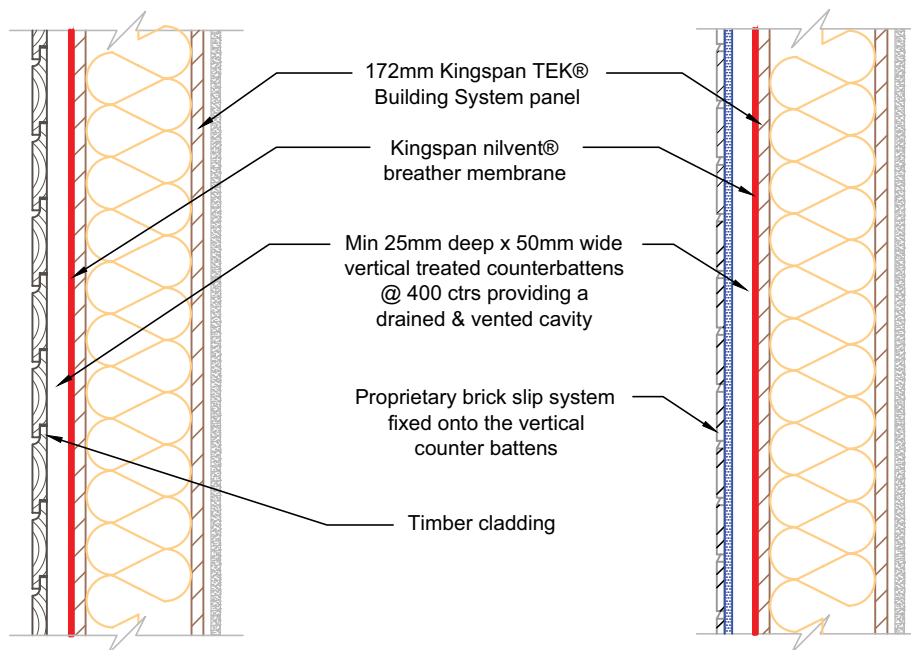 172mm Kingspan TEK®
Building System panel
Kingspan nilvent®
breather membrane
Min 25mm deep x 50mm wide
vertical treated counterbattens
@ 400 ctrs providing a
drained & vented cavity
Proprietary brick slip system
fixed onto the vertical
counter battens
Timber cladding